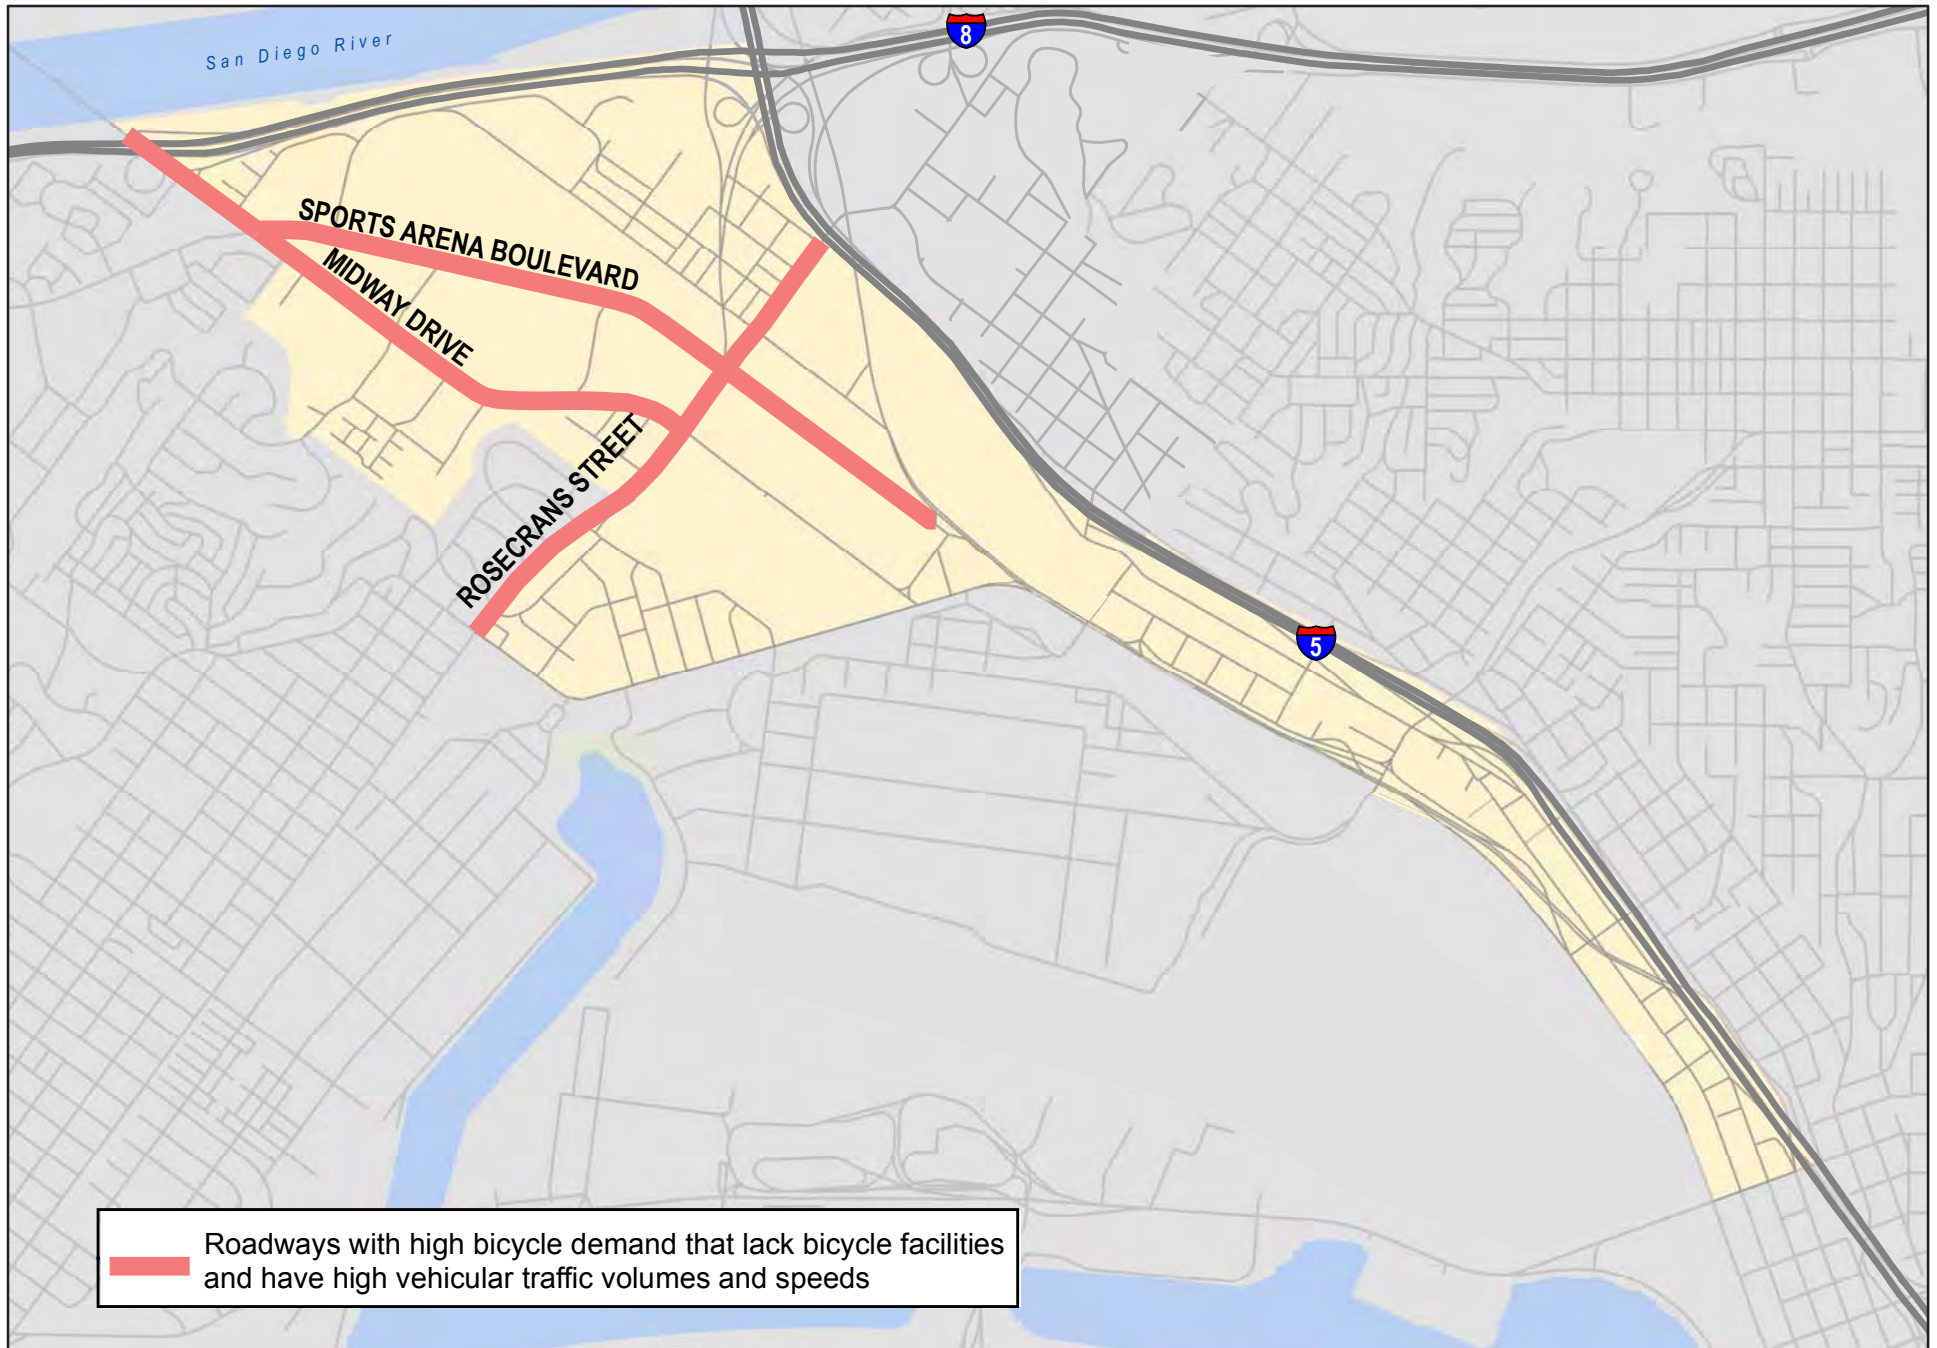 San Diego River
8
SPORTS ARENA BOULEVARD
MIDWAY DRIVE
ROSECRANS STREET
5
Roadways with high bicycle demand that lack bicycle facilities
and have high vehicular traffic volumes and speeds